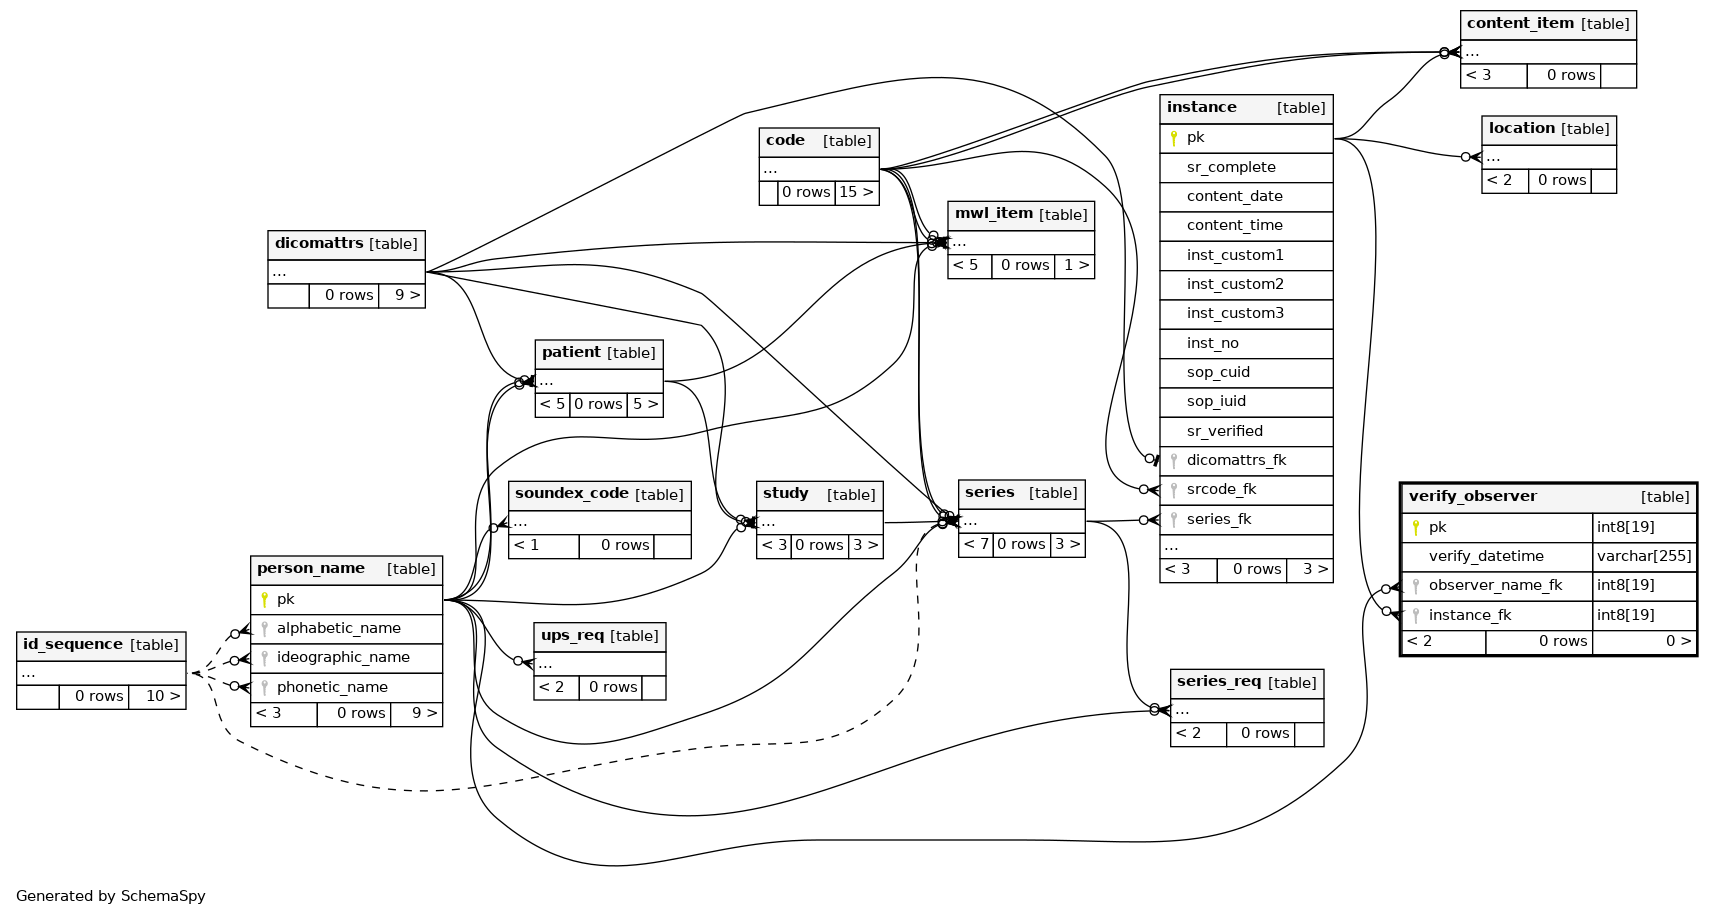 content_item [table]
...
< 3 0 rows
instance [table]
pk
sr_complete
content_date
content_time
inst_custom1
inst_custom2
inst_custom3
inst_no
sop_cuid
sop_iuid
sr_verified
dicomattrs_fk
srcode_fk
series_fk
...
< 3 0 rows 3 >
location [table]
...
< 2 0 rows
code [table]
...
0 rows 15 >
mwl_item [table]
...
< 5 0 rows 1 >
dicomattrs [table]
...
0 rows 9 >
patient [table]
...
< 5 0 rows 5 >
soundex_code [table]
...
< 1 0 rows
study [table]
...
< 3 0 rows 3 >
series [table]
...
< 7 0 rows 3 >
verify_observer [table]
pk int8[19]
verify_datetime varchar[255]
observer_name_fk int8[19]
instance_fk int8[19]
< 2 0 rows 0 >
person_name [table]
pk
alphabetic_name
ideographic_name
phonetic_name
< 3 0 rows 9 >
id_sequence [table]
...
0 rows 10 >
ups_req [table]
...
< 2 0 rows
series_req [table]
...
< 2 0 rows
Generated by SchemaSpy